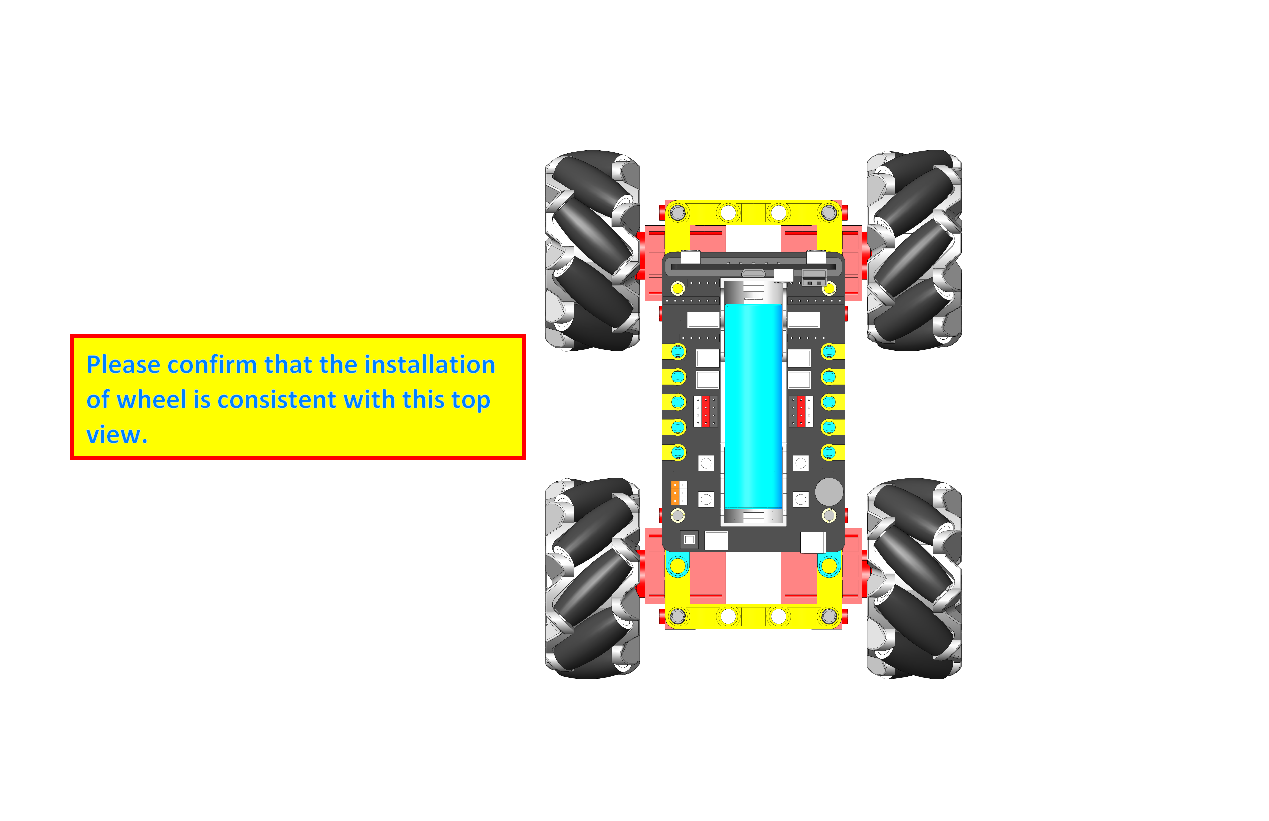 Please confirm that the installation
of wheel is consistent with this top
view.